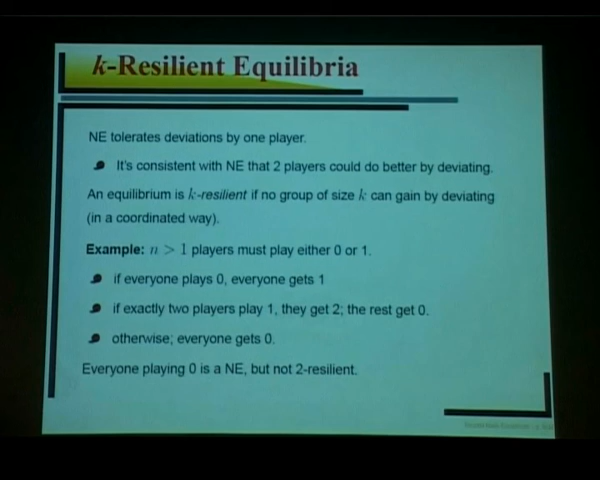 k-Resilient Equilibria
NE tolerates deviations by one player.
It's consistent with NE that 2 players could do better by deviating.
An equilibrium is k-resilient if no group of size k can gain by deviating
(in a coordinated way).
Example: n > 1 players must play either 0 or 1.
if everyone plays 0, everyone gets 1
if exactly two players play 1, they get 2; the rest get 0.
otherwise; everyone gets 0.
Everyone playing 0 is a NE, but not 2-resilient.